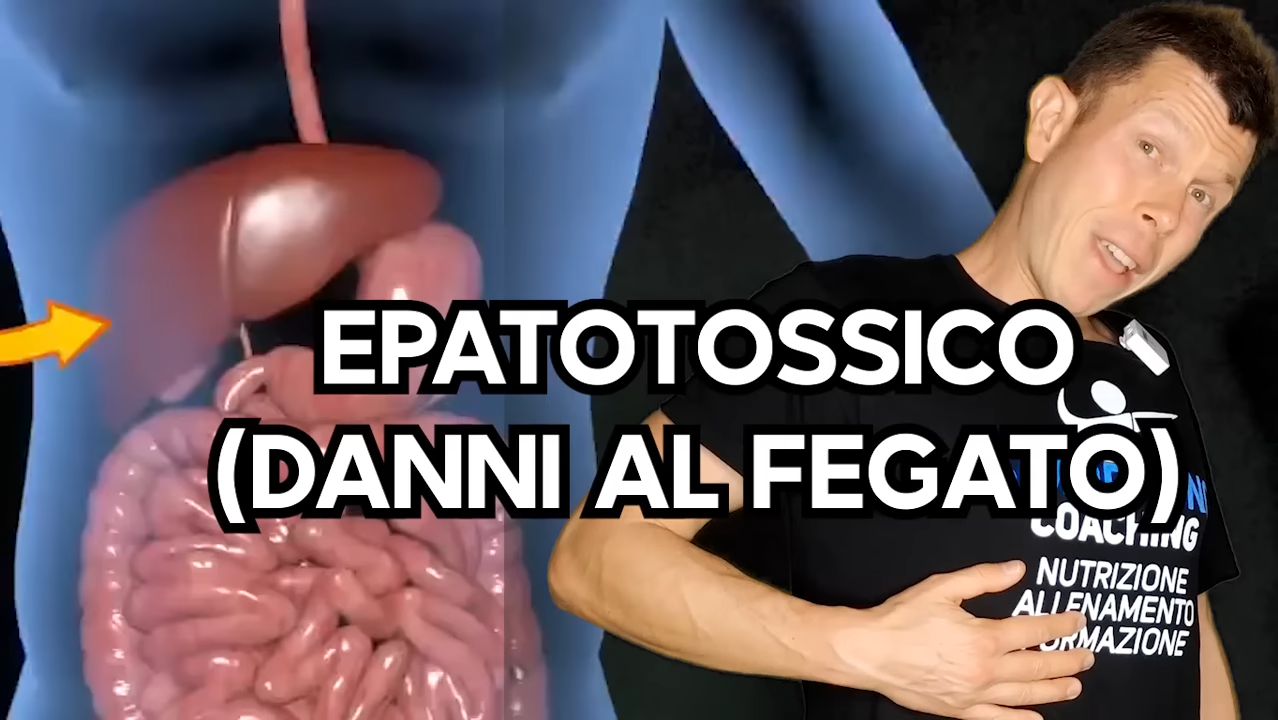 EPATOTOSSICO
(DANNI AL FEGATO)
COACHING
NUTRIZIONE
ALLENAMENTO
FORMAZIONE